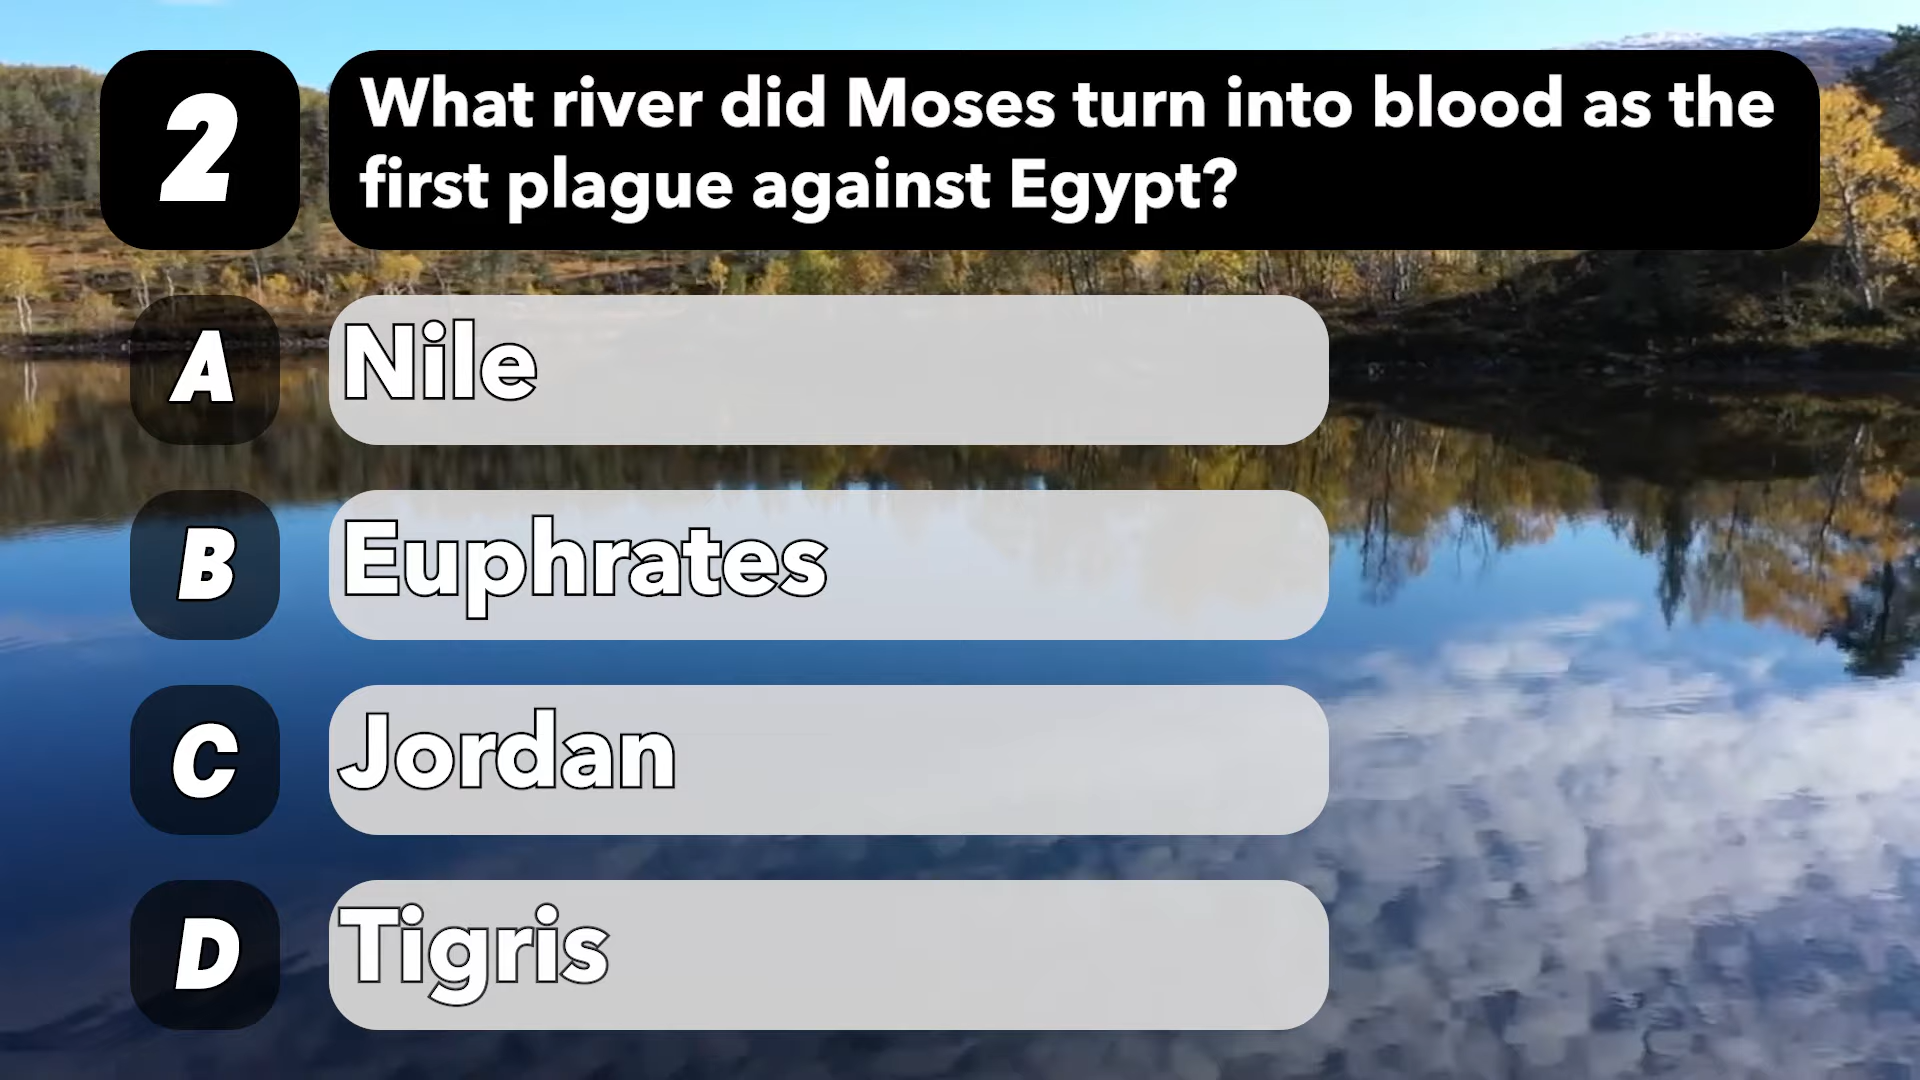 2
What river did Moses turn into blood as the
first plague against Egypt?
A
Nile
B
Euphrates
C
Jordan
D
Tigris